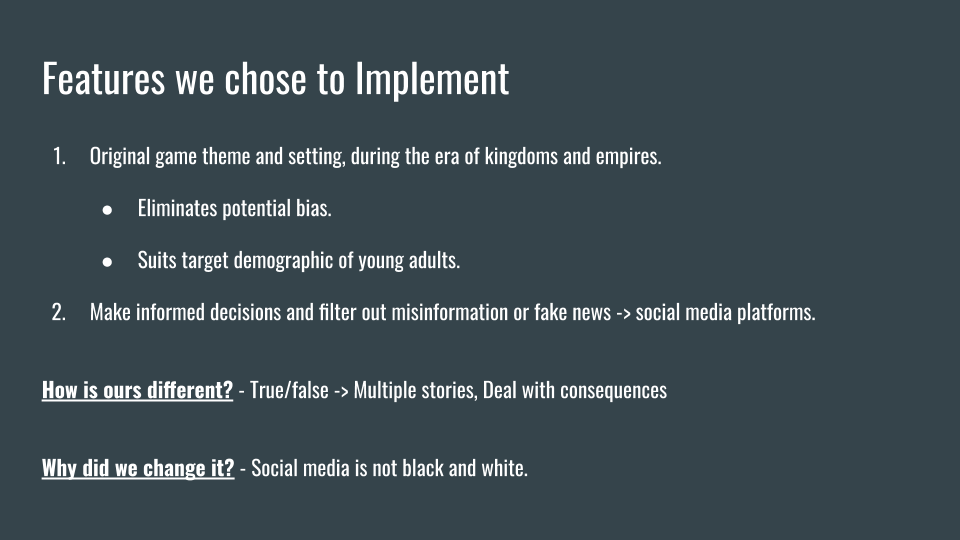 Features we chose to Implement
1. Original game theme and setting, during the era of kingdoms and empires.
● Eliminates potential bias.
● Suits target demographic of young adults.
2. Make informed decisions and filter out misinformation or fake news -> social media platforms.
How is ours different? - True/false -> Multiple stories, Deal with consequences
Why did we change it? - Social media is not black and white.